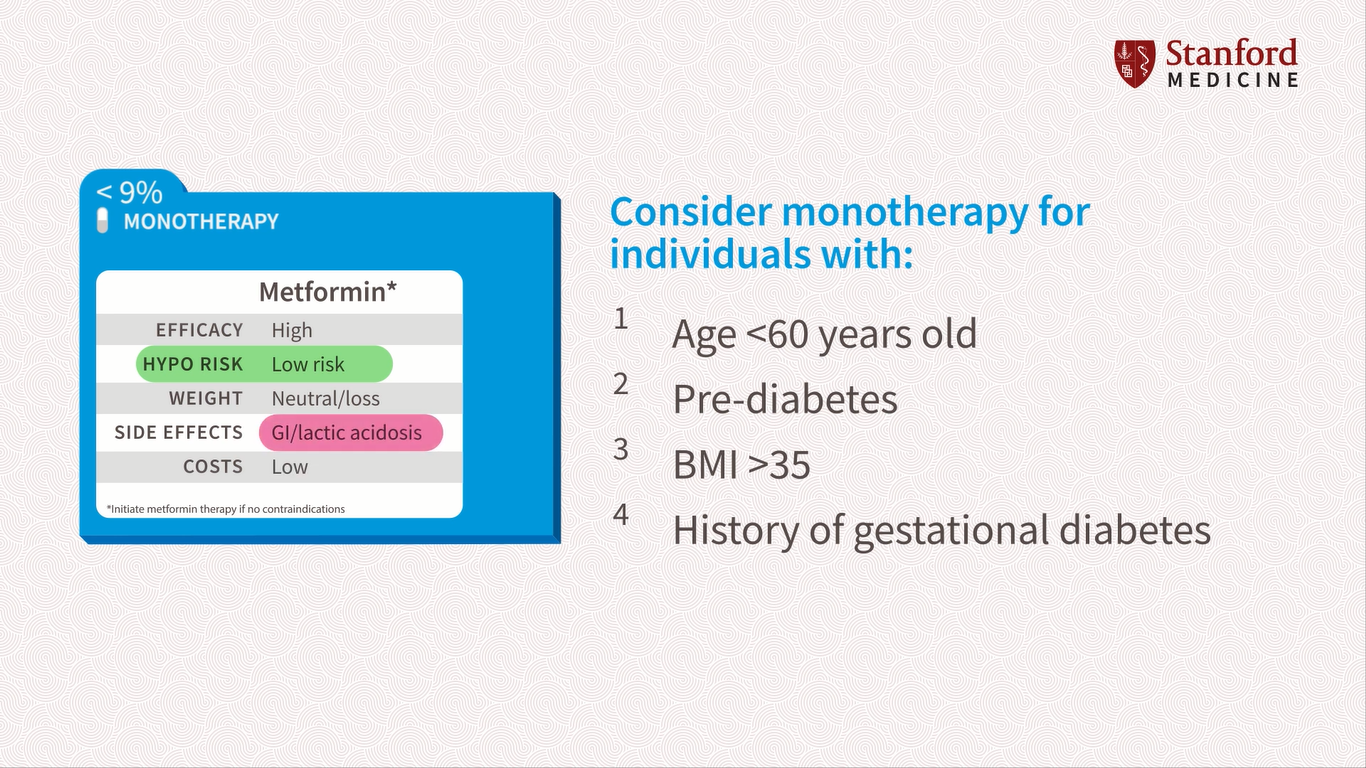 Stanford
MEDICINE
< 9%
MONOTHERAPY
Metformin*
EFFICACY High
HYPO RISK Low risk
WEIGHT Neutral/loss
SIDE EFFECTS GI/lactic acidosis
COSTS Low
*Initiate metformin therapy if no contraindications
Consider monotherapy for
individuals with:
1 Age <60 years old
2 Pre-diabetes
3 BMI >35
4 History of gestational diabetes